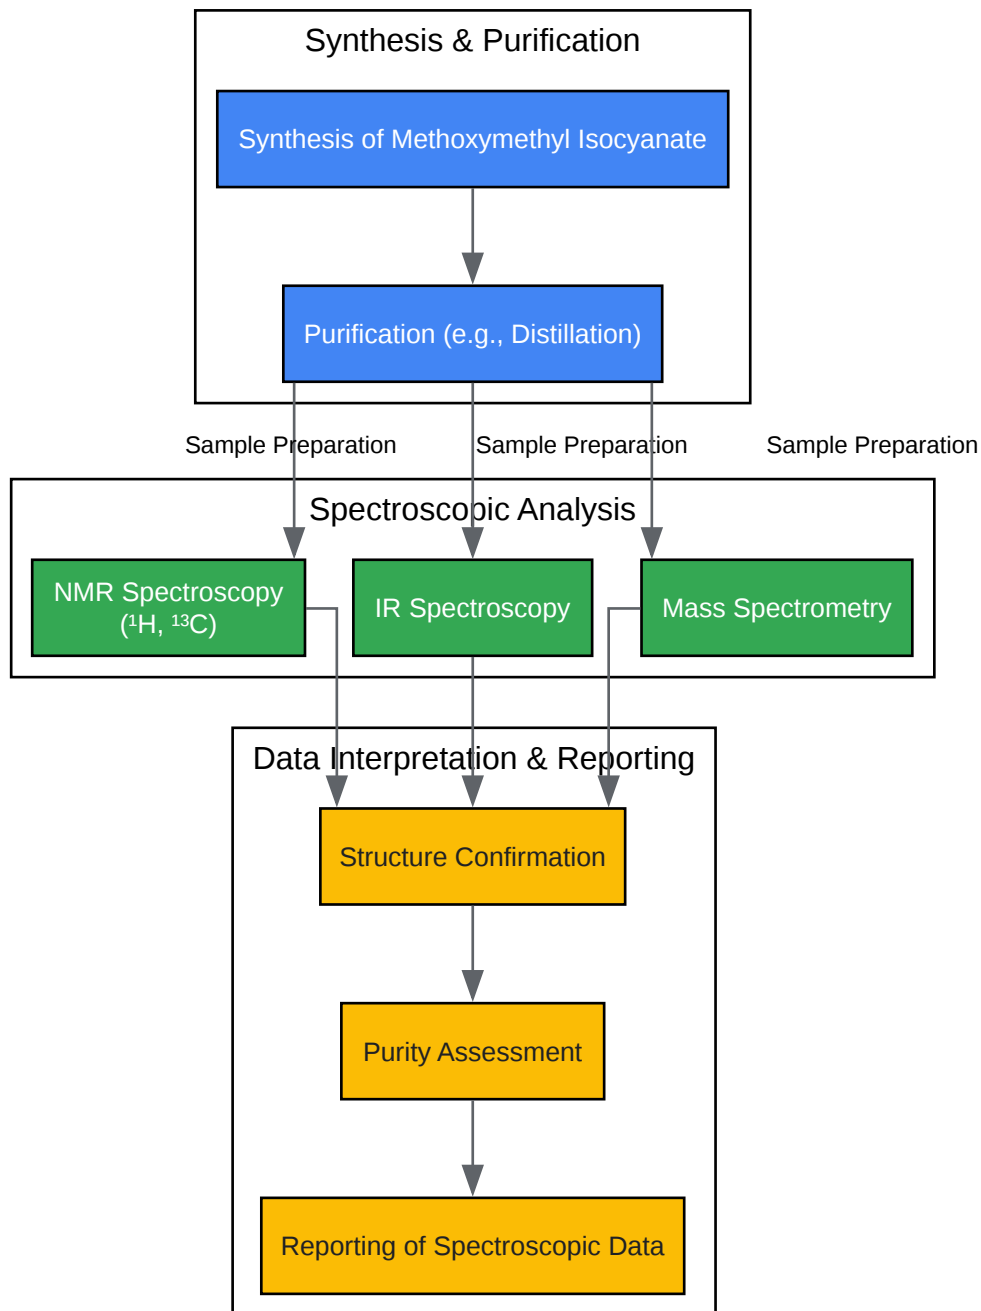 Synthesis & Purification
Synthesis of Methoxymethyl Isocyanate
Purification (e.g., Distillation)
Sample Preparation
Sample Preparation
Sample Preparation
Spectroscopic Analysis
NMR Spectroscopy
(¹H, ¹³C)
IR Spectroscopy
Mass Spectrometry
Data Interpretation & Reporting
Structure Confirmation
Purity Assessment
Reporting of Spectroscopic Data